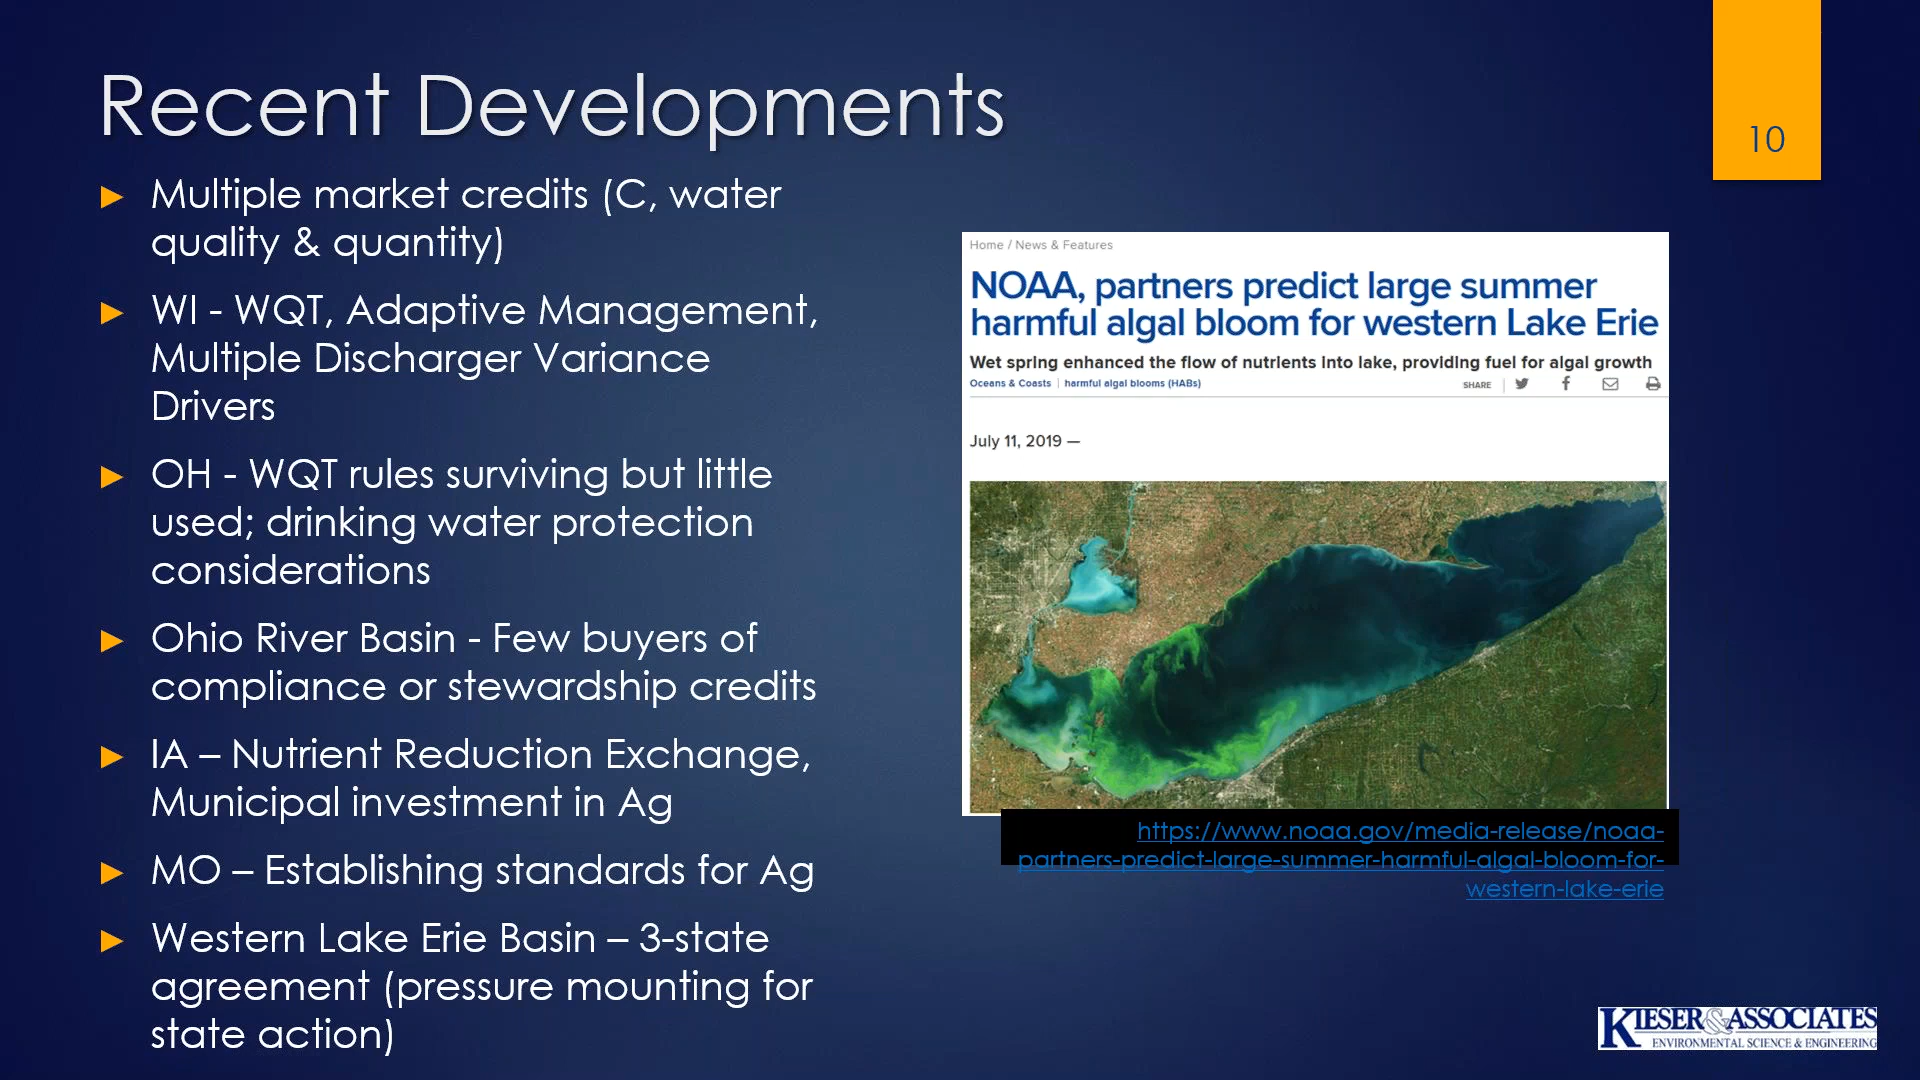 Recent Developments
10
► Multiple market credits (C, water
quality & quantity)
► WI - WQT, Adaptive Management,
Multiple Discharger Variance
Drivers
► OH - WQT rules surviving but little
used; drinking water protection
considerations
► Ohio River Basin - Few buyers of
compliance or stewardship credits
► IA – Nutrient Reduction Exchange,
Municipal investment in Ag
► MO – Establishing standards for Ag
► Western Lake Erie Basin – 3-state
agreement (pressure mounting for
state action)
Home / News & Features
NOAA, partners predict large summer
harmful algal bloom for western Lake Erie
Wet spring enhanced the flow of nutrients into lake, providing fuel for algal growth
Oceans & Coasts | harmful algal blooms (HABs)
SHARE
July 11, 2019 —
https://www.noaa.gov/media-release/noaa-
partners-predict-large-summer-harmful-algal-bloom-for-
western-lake-erie
KIESER & ASSOCIATES
ENVIRONMENTAL SCIENCE & ENGINEERING